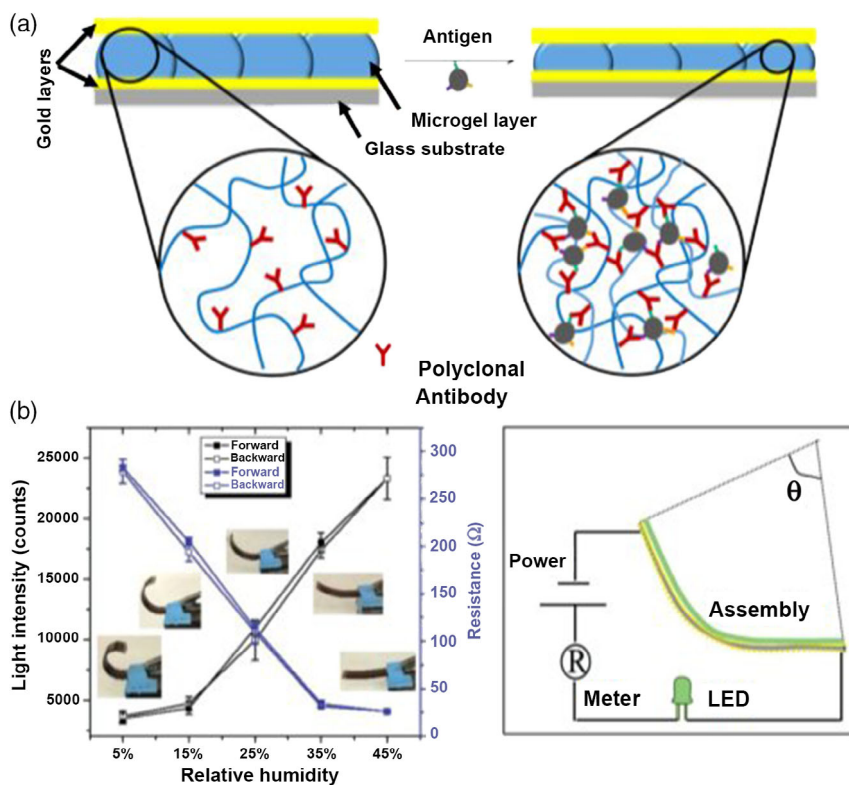 (a)
Gold layers
Antigen
Microgel layer
Glass substrate
Polyclonal
Antibody
(b)
Light intensity (counts)
25000
20000
15000
10000
5000
Forward
Backward
Forward
Backward
300
250
200
150
100
50
0
Resistance (Ω)
5%
15%
25%
35%
45%
Relative humidity
θ
Power
Assembly
R
Meter
LED